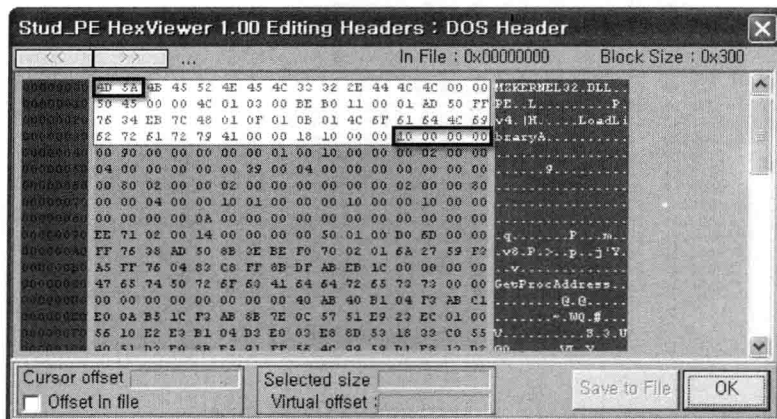 Stud_PE HexViewer 1.00 Editing Headers : DOS Header
<< >> ... In File : 0x00000000 Block Size : 0x300
4D 5A 4B 45 52 4E 45 4C 33 32 2E 44 4C 4C 00 00 MZKERNEL32.DLL..
50 45 00 00 4C 01 03 00 BE B0 11 00 01 AD 50 FF PE..L.........P.
76 34 EB 7C 48 01 0F 01 0B 01 4C 6F 61 64 4C 69 v4.|H.....LoadLi
62 72 61 72 79 41 00 00 18 10 00 00 10 00 00 00 braryA..........
00 90 00 00 00 00 01 00 10 00 00 00 02 00 00
04 00 00 00 00 00 39 00 04 00 00 00 00 00 00 00
00 80 02 00 00 02 00 00 00 00 00 00 02 00 00 80
00 00 04 00 00 10 01 00 00 00 10 00 00 10 00 00
00 00 00 00 0A 00 00 00 00 00 00 00 00 00 00
EE 71 02 00 14 00 00 00 00 50 01 00 D0 6D 00 00
FF 76 38 AD 50 8B 3E BE F0 70 02 01 6A 27 59 F3 .v8.P.>..p..j'Y.
A5 FF 76 04 83 C8 FF 8B DF AB EB 1C 00 00 00 00
47 65 74 50 72 6F 63 41 64 64 72 65 73 73 00 00 GetProcAddress..
00 00 00 00 00 00 00 00 40 AB 40 B1 04 F3 AB C1
E0 0A B5 1C F3 AB 8B 7E 0C 57 51 E9 23 EC 01 00
56 10 E2 E3 B1 04 D3 E0 03 E8 8D 53 18 33 C0 55
Cursor offset Selected size
Offset In file Virtual offset :
Save to File OK